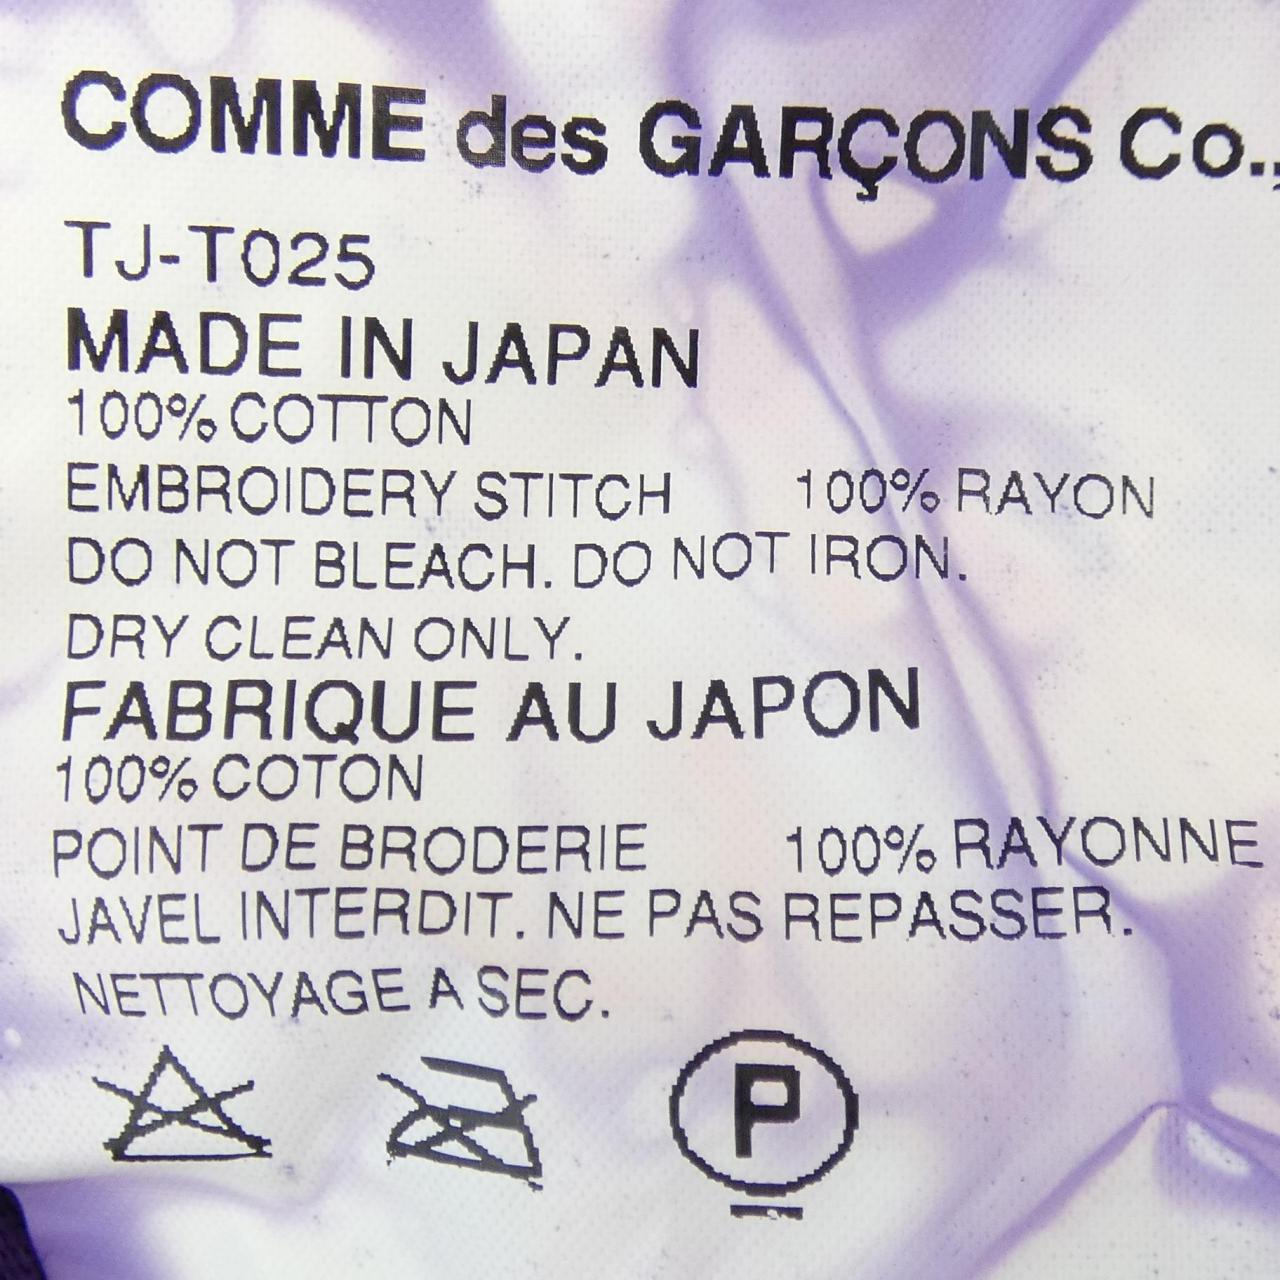 COMME des GARÇONS Co.,
TJ-T025
MADE IN JAPAN
100% COTTON
EMBROIDERY STITCH 100% RAYON
DO NOT BLEACH. DO NOT IRON.
DRY CLEAN ONLY.
FABRIQUE AU JAPON
100% COTON
POINT DE BRODERIE 100% RAYONNE
JAVEL INTERDIT. NE PAS REPASSER.
NETTOYAGE A SEC.
P